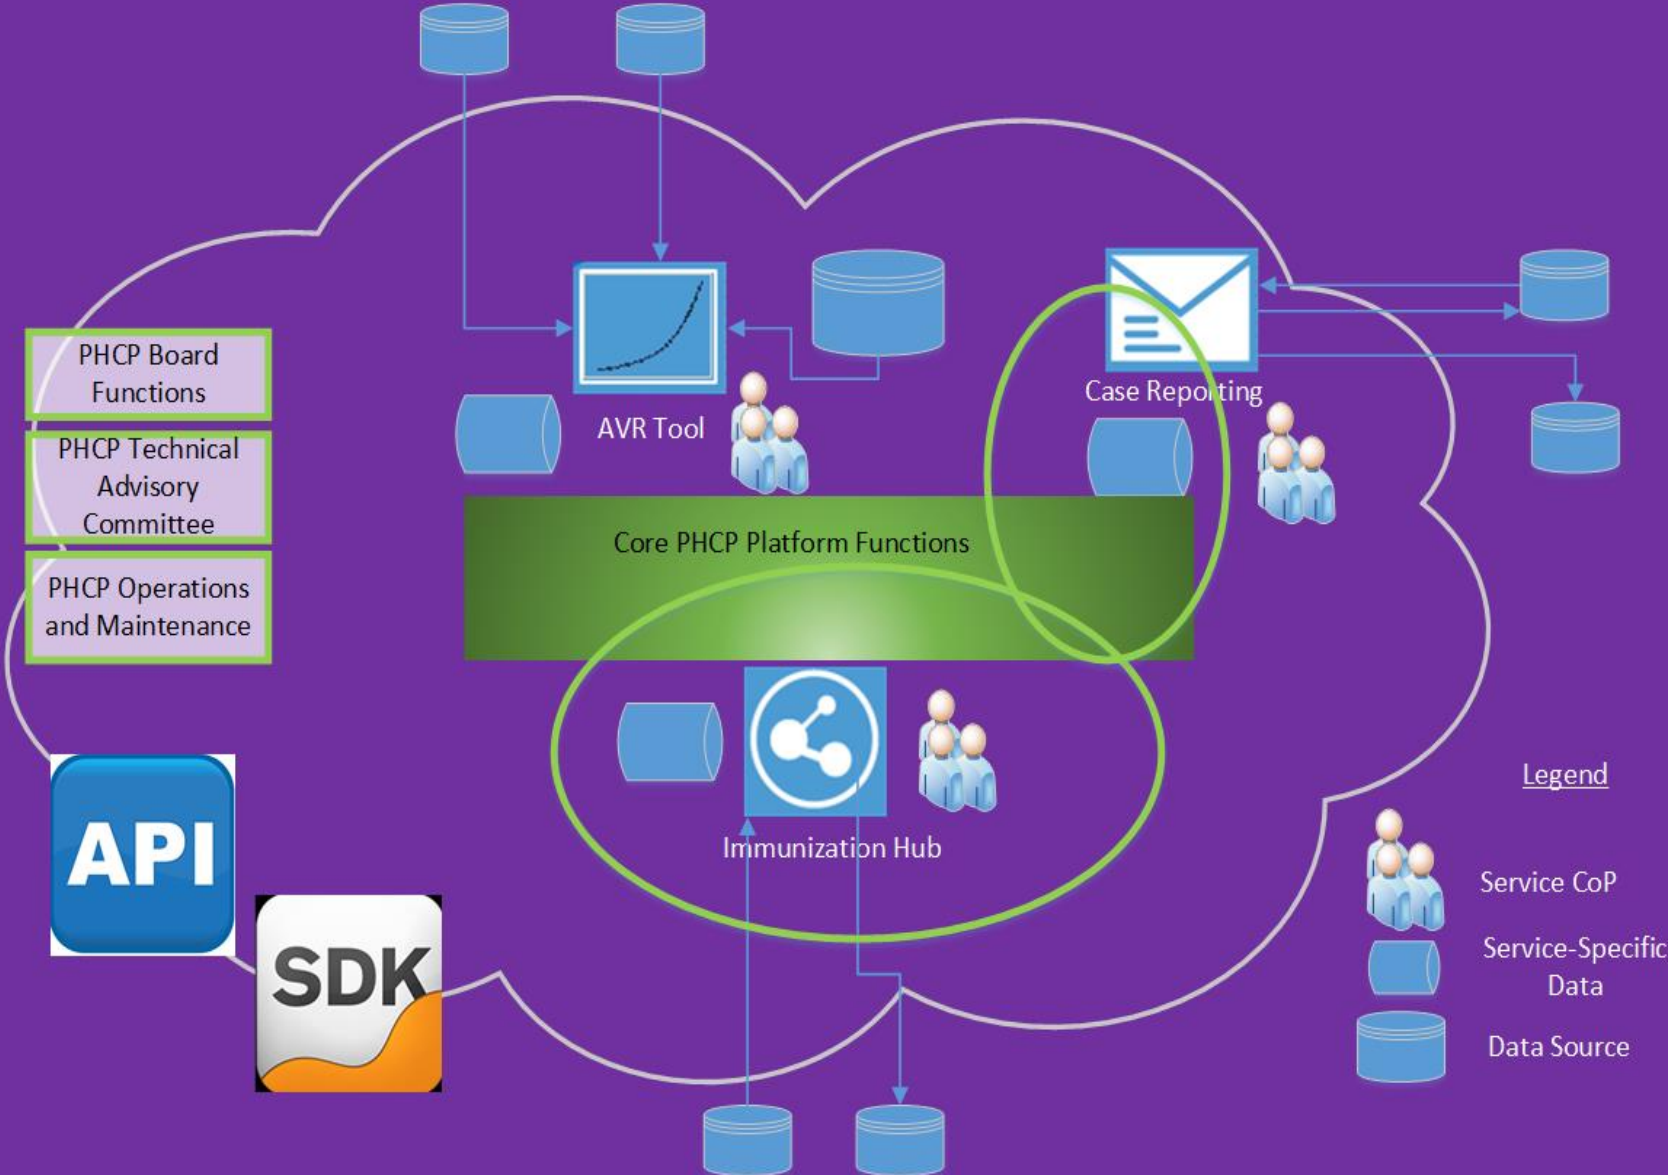 PHCP Board
Functions
PHCP Technical
Advisory
Committee
PHCP Operations
and Maintenance
AVR Tool
Case Reporting
Core PHCP Platform Functions
Immunization Hub
API
SDK
Legend
Service CoP
Service-Specific
Data
Data Source